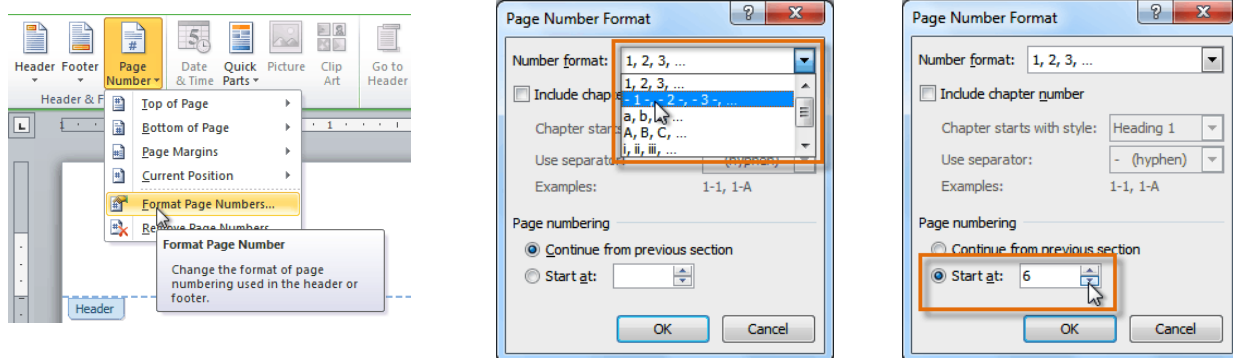 Header Footer Page Number Date & Time Quick Parts Picture Clip Art Go to Header
Header & F
Top of Page
Bottom of Page
Page Margins
Current Position
Format Page Numbers...
Remove Page Numbers
Format Page Number
Change the format of page
numbering used in the header or
footer.
Header
Page Number Format
Number format: 1, 2, 3, ...
1, 2, 3, ...
- 1 -, - 2 -, - 3 -, ...
a, b, ...
A, B, C, ...
i, ii, iii, ...
Include chapte
Chapter start
Use separator: (hyphen)
Examples: 1-1, 1-A
Page numbering
Continue from previous section
Start at:
OK Cancel
Page Number Format
Number format: 1, 2, 3, ...
Include chapter number
Chapter starts with style: Heading 1
Use separator: - (hyphen)
Examples: 1-1, 1-A
Page numbering
Continue from previous section
Start at: 6
OK Cancel